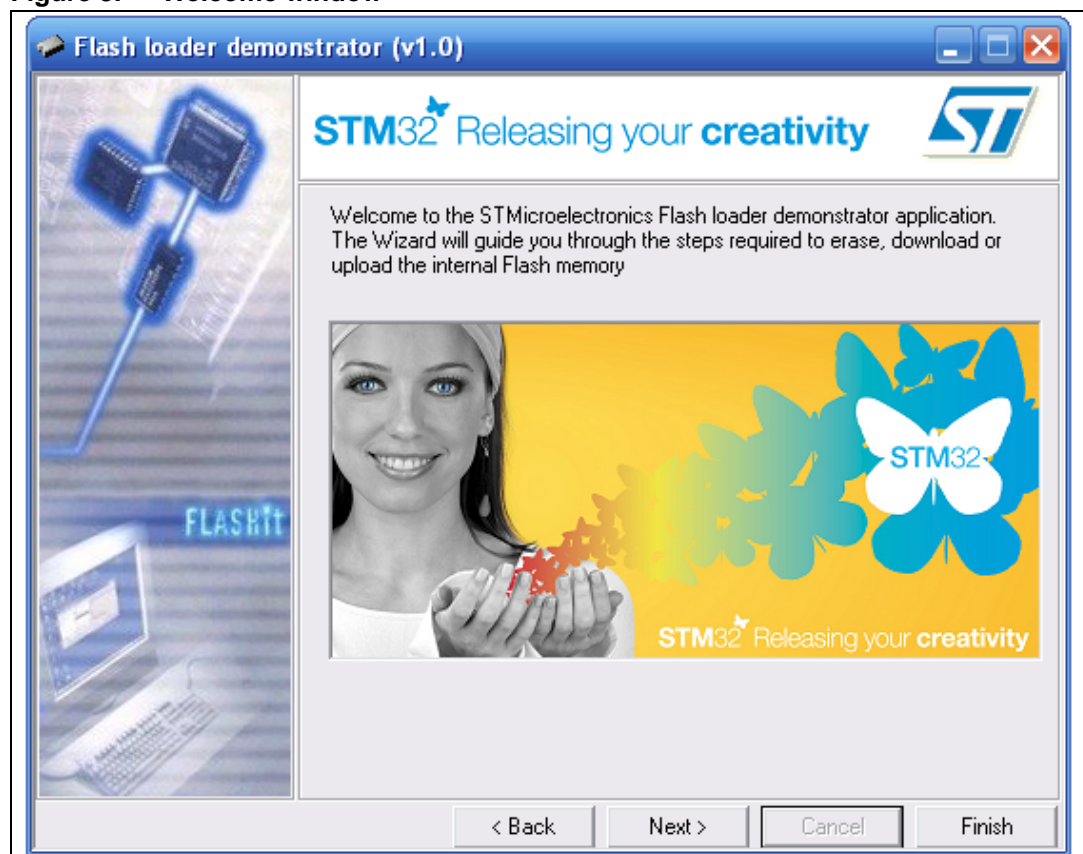 Flash loader demonstrator (v1.0)
STM32 Releasing your creativity
ST
Welcome to the STMicroelectronics Flash loader demonstrator application.
The Wizard will guide you through the steps required to erase, download or
upload the internal Flash memory
FLASHit
STM32
STM32 Releasing your creativity
< Back
Next >
Cancel
Finish